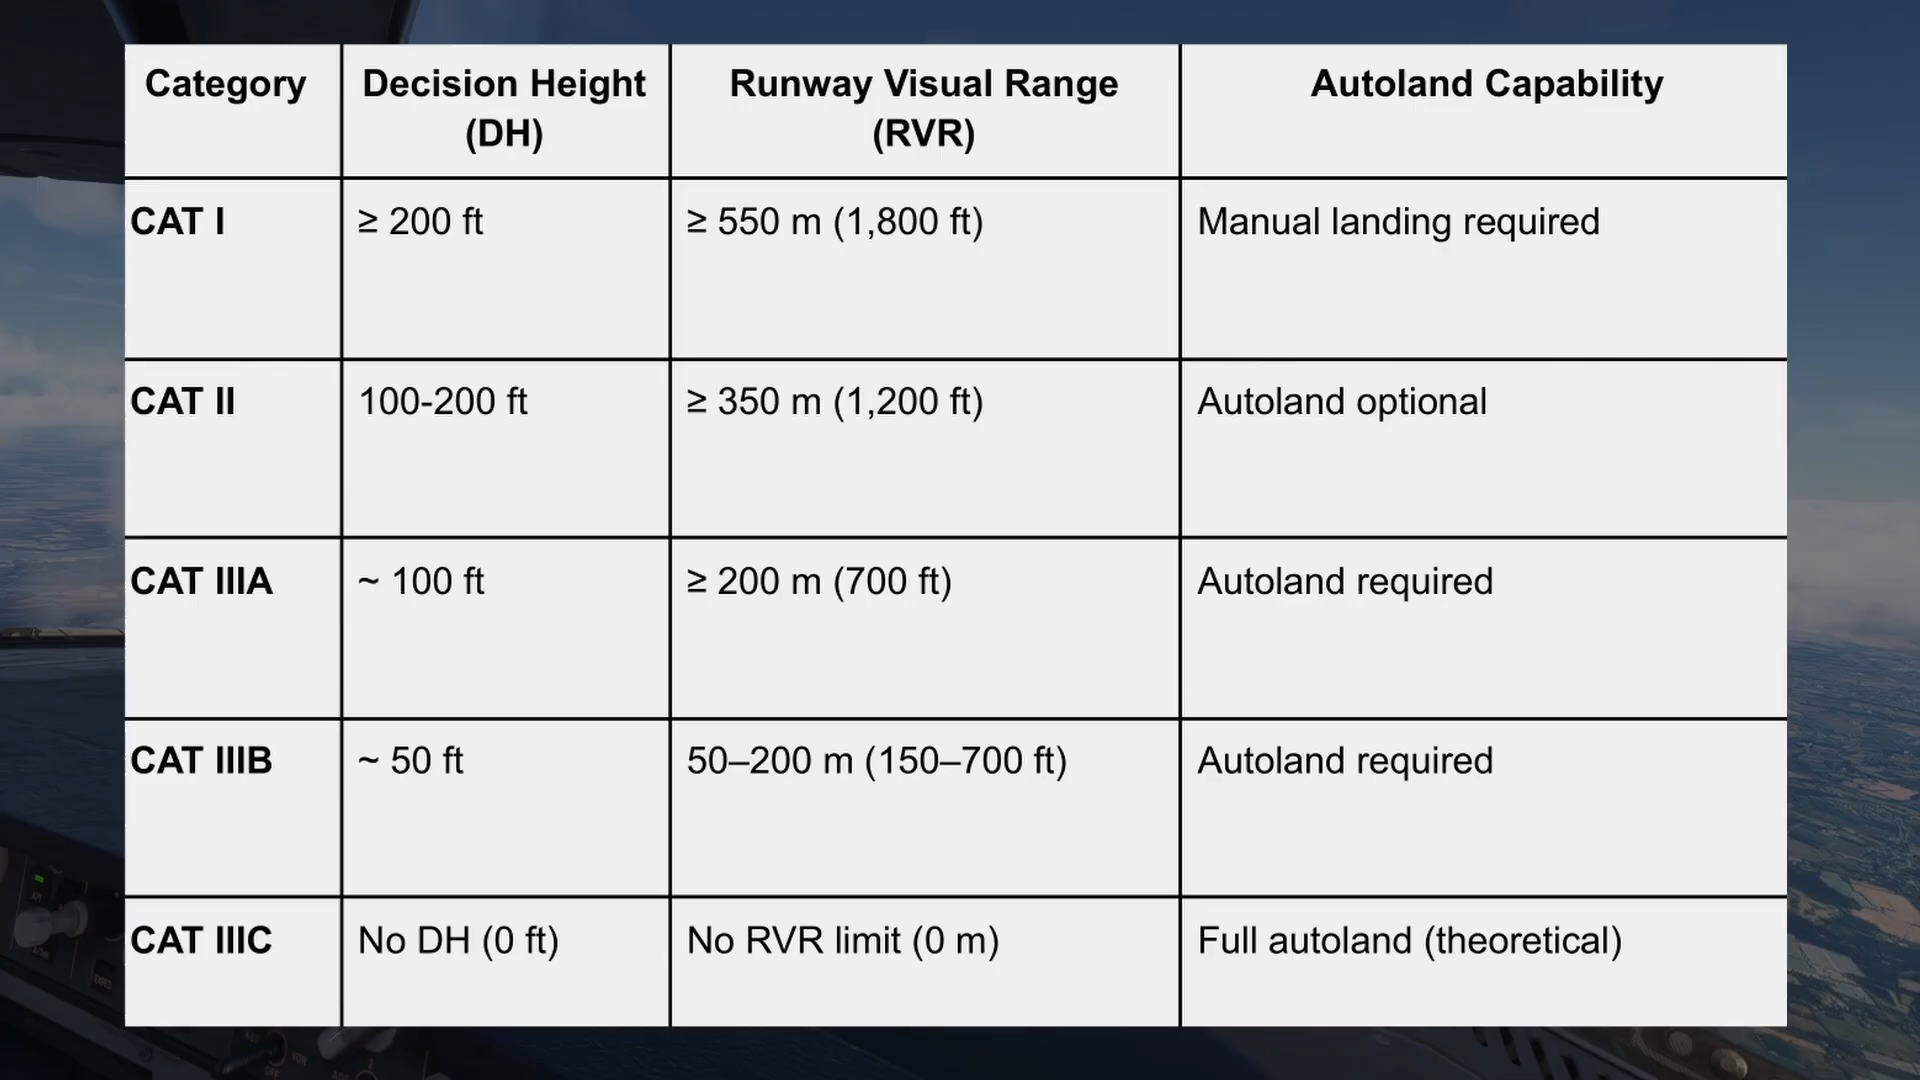 Category
Decision Height
(DH)
Runway Visual Range
(RVR)
Autoland Capability
CAT I
≥ 200 ft
≥ 550 m (1,800 ft)
Manual landing required
CAT II
100-200 ft
≥ 350 m (1,200 ft)
Autoland optional
CAT IIIA
~ 100 ft
≥ 200 m (700 ft)
Autoland required
CAT IIIB
~ 50 ft
50–200 m (150–700 ft)
Autoland required
CAT IIIC
No DH (0 ft)
No RVR limit (0 m)
Full autoland (theoretical)